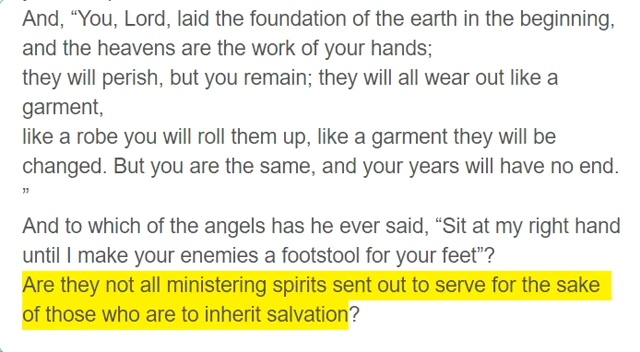 And, “You, Lord, laid the foundation of the earth in the beginning,
and the heavens are the work of your hands;
they will perish, but you remain; they will all wear out like a
garment,
like a robe you will roll them up, like a garment they will be
changed. But you are the same, and your years will have no end.
”
And to which of the angels has he ever said, “Sit at my right hand
until I make your enemies a footstool for your feet”?
Are they not all ministering spirits sent out to serve for the sake
of those who are to inherit salvation?